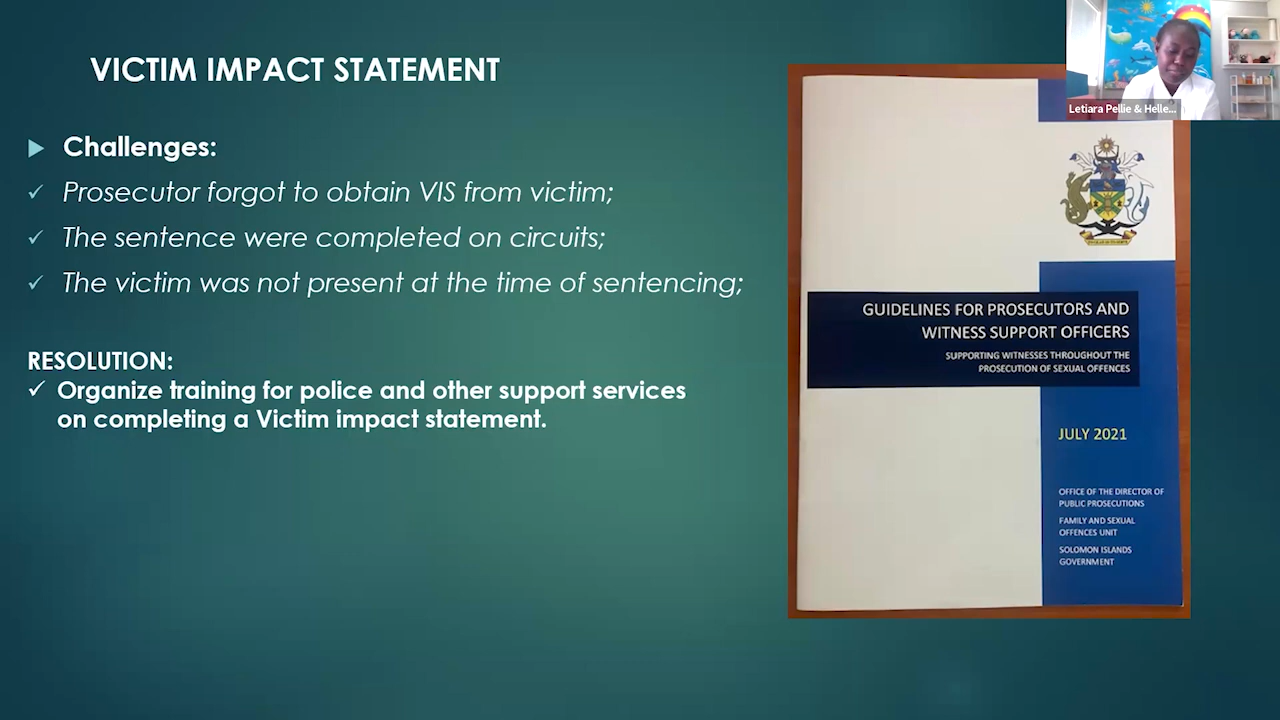 VICTIM IMPACT STATEMENT
Challenges:
Prosecutor forgot to obtain VIS from victim;
The sentence were completed on circuits;
The victim was not present at the time of sentencing;
RESOLUTION:
Organize training for police and other support services
on completing a Victim impact statement.
Letiara Pellie & Helle...
GUIDELINES FOR PROSECUTORS AND
WITNESS SUPPORT OFFICERS
SUPPORTING WITNESSES THROUGHOUT THE
PROSECUTION OF SEXUAL OFFENCES
JULY 2021
OFFICE OF THE DIRECTOR OF
PUBLIC PROSECUTIONS
FAMILY AND SEXUAL
OFFENCES UNIT
SOLOMON ISLANDS
GOVERNMENT